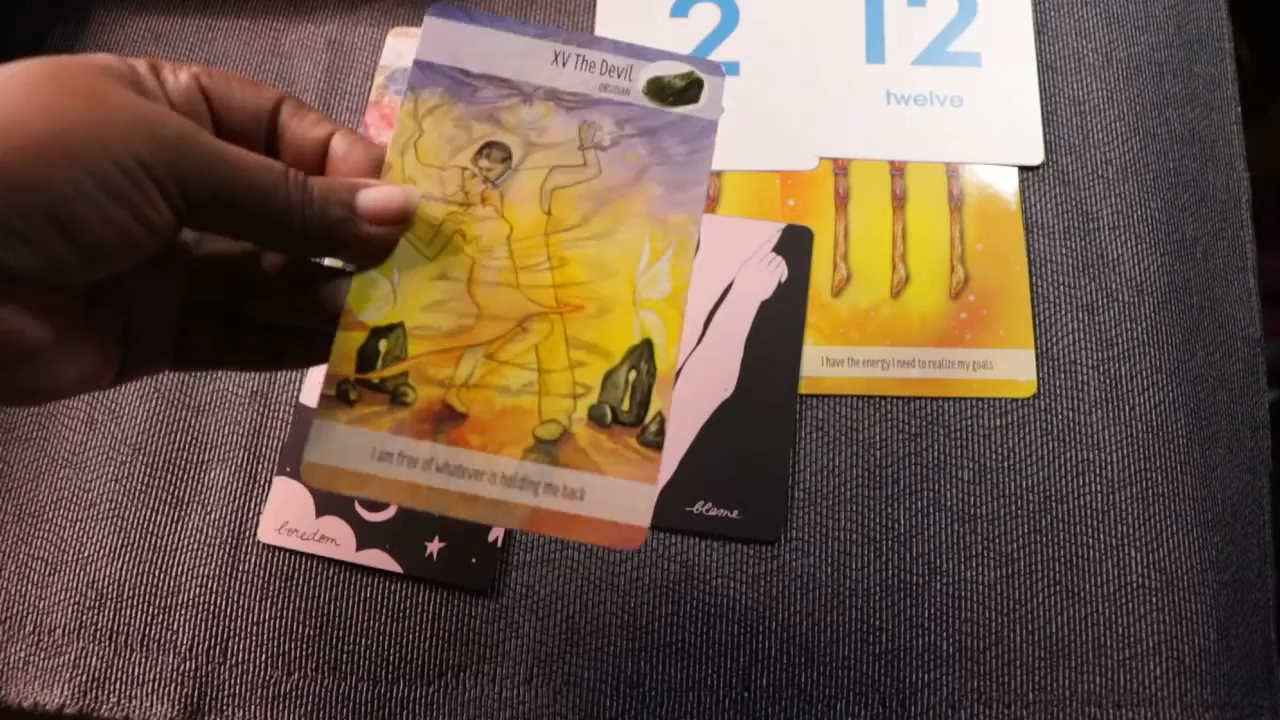 XV The Devil
OBSIDIAN
2
12
twelve
I have the energy I need to realize my goals
I am free of whatever is holding me back
blame
boredom